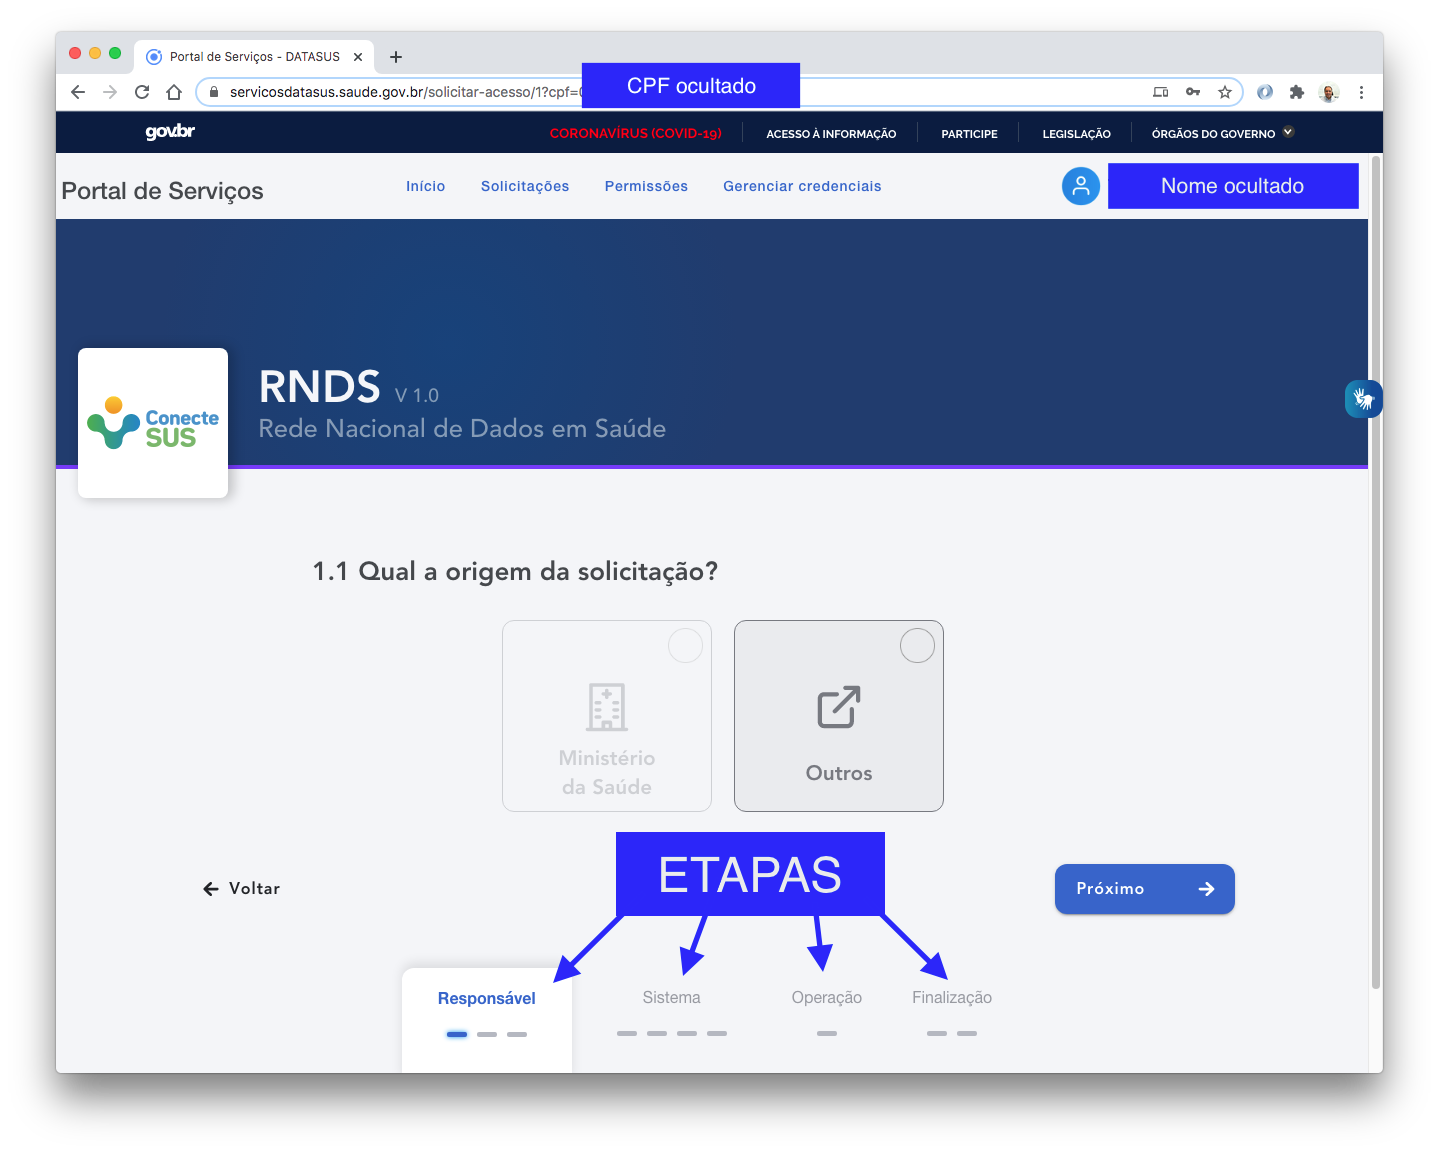 Portal de Serviços - DATASUS
servicosdatasus.saude.gov.br/solicitar-acesso/1?cpf=
CPF ocultado
gov.br
CORONAVÍRUS (COVID-19)
ACESSO À INFORMAÇÃO
PARTICIPE
LEGISLAÇÃO
ÓRGÃOS DO GOVERNO
Portal de Serviços
Início
Solicitações
Permissões
Gerenciar credenciais
Nome ocultado
Conecte
SUS
RNDS V 1.0
Rede Nacional de Dados em Saúde
1.1 Qual a origem da solicitação?
Ministério
da Saúde
Outros
ETAPAS
Voltar
Próximo
Responsável
Sistema
Operação
Finalização